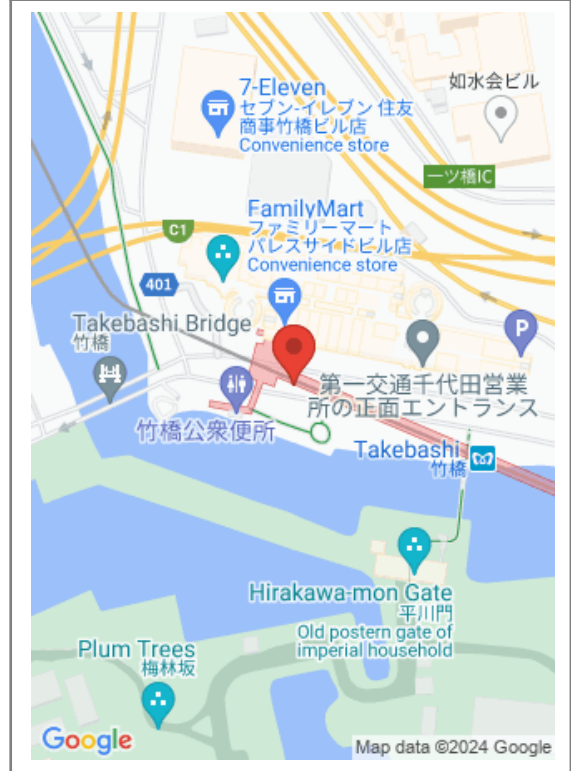 7-Eleven
セブン-イレブン 住友
商事竹橋ビル店
Convenience store
如水会ビル
一ツ橋IC
FamilyMart
ファミリーマート
パレスサイドビル店
Convenience store
C1
401
Takebashi Bridge
竹橋
P
第一交通千代田営業
所の正面エントランス
竹橋公衆便所
Takebashi
竹橋
Hirakawa-mon Gate
平川門
Old postern gate of
imperial household
Plum Trees
梅林坂
Google
Map data ©2024 Google